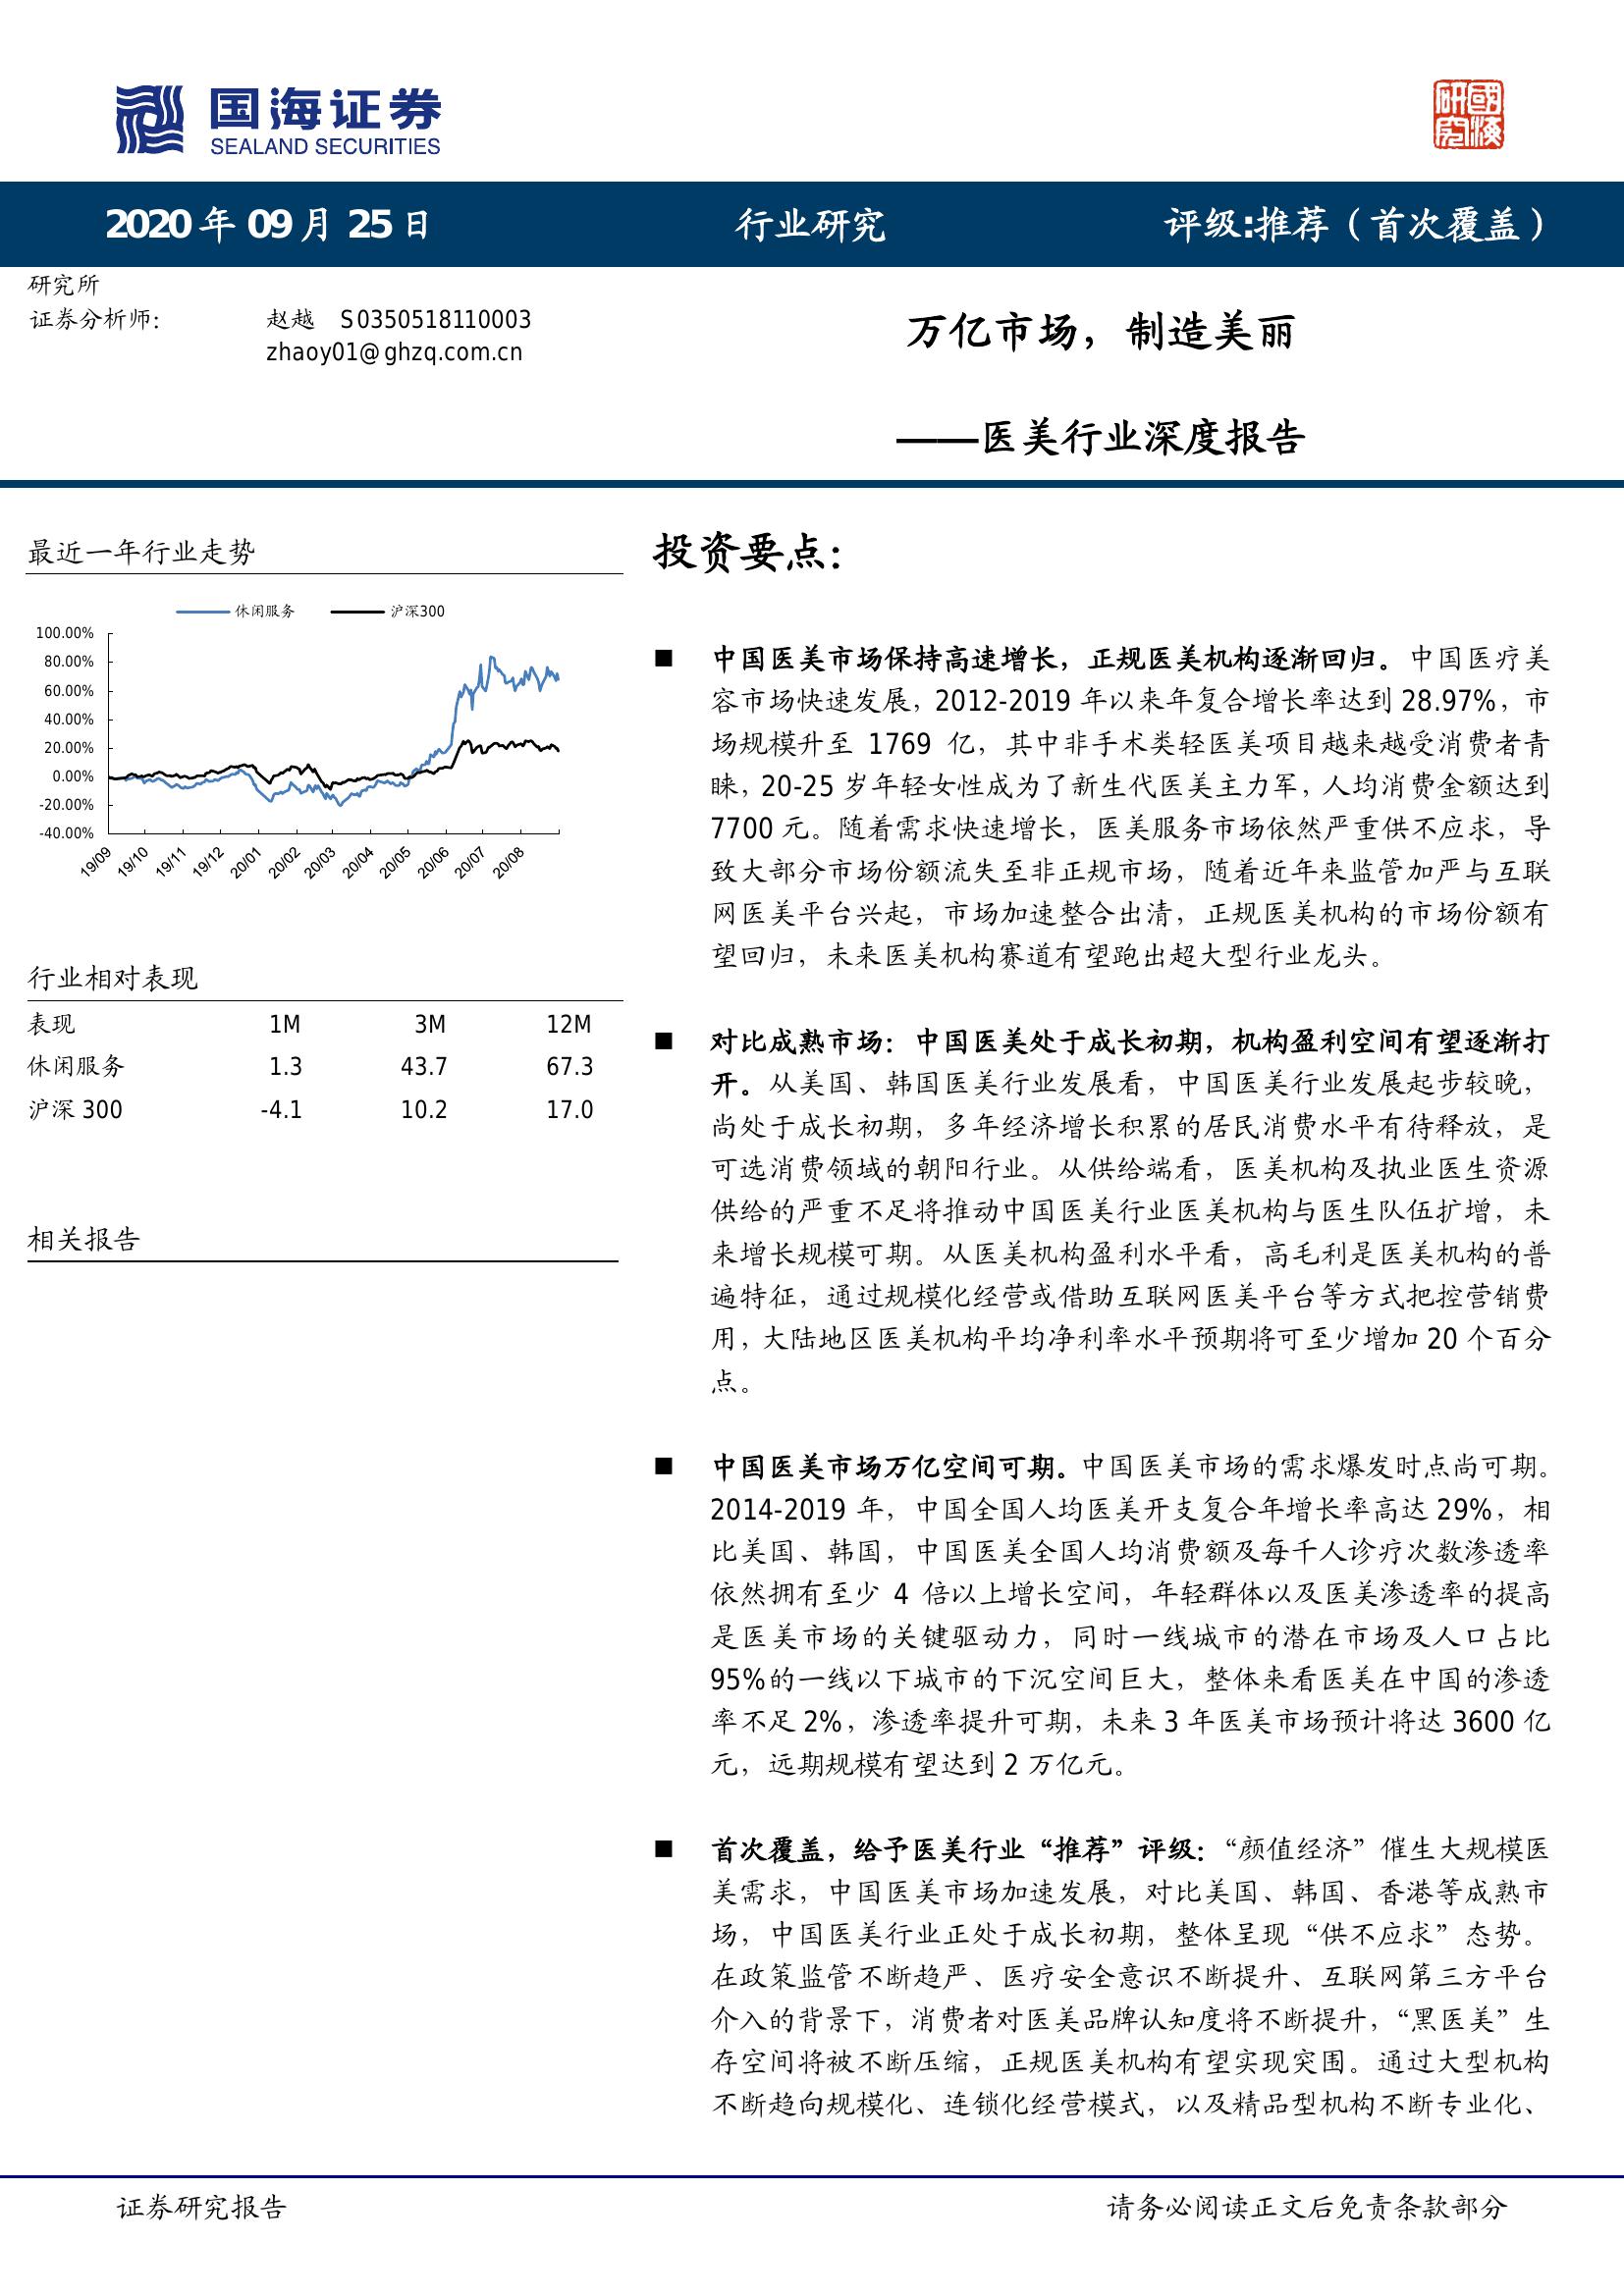 国海证券
SEALAND SECURITIES
研國
究海
2020 年 09 月 25 日
行业研究
评级:推荐（首次覆盖）
研究所
证券分析师：
赵越 S0350518110003
zhaoy01@ghzq.com.cn
万亿市场，制造美丽
——医美行业深度报告
最近一年行业走势
休闲服务 沪深300
100.00%
80.00%
60.00%
40.00%
20.00%
0.00%
-20.00%
-40.00%
19/09 19/10 19/11 19/12 20/01 20/02 20/03 20/04 20/05 20/06 20/07 20/08
行业相对表现
表现 1M 3M 12M
休闲服务 1.3 43.7 67.3
沪深 300 -4.1 10.2 17.0
相关报告
投资要点：
■ 中国医美市场保持高速增长，正规医美机构逐渐回归。中国医疗美
容市场快速发展，2012-2019 年以来年复合增长率达到 28.97%，市
场规模升至 1769 亿，其中非手术类轻医美项目越来越受消费者青
睐，20-25 岁年轻女性成为了新生代医美主力军，人均消费金额达到
7700 元。随着需求快速增长，医美服务市场依然严重供不应求，导
致大部分市场份额流失至非正规市场，随着近年来监管加严与互联
网医美平台兴起，市场加速整合出清，正规医美机构的市场份额有
望回归，未来医美机构赛道有望跑出超大型行业龙头。
■ 对比成熟市场：中国医美处于成长初期，机构盈利空间有望逐渐打
开。从美国、韩国医美行业发展看，中国医美行业发展起步较晚，
尚处于成长初期，多年经济增长积累的居民消费水平有待释放，是
可选消费领域的朝阳行业。从供给端看，医美机构及执业医生资源
供给的严重不足将推动中国医美行业医美机构与医生队伍扩增，未
来增长规模可期。从医美机构盈利水平看，高毛利是医美机构的普
遍特征，通过规模化经营或借助互联网医美平台等方式把控营销费
用，大陆地区医美机构平均净利率水平预期将可至少增加 20 个百分
点。
■ 中国医美市场万亿空间可期。中国医美市场的需求爆发时点尚可期。
2014-2019 年，中国全国人均医美开支复合年增长率高达 29%，相
比美国、韩国，中国医美全国人均消费额及每千人诊疗次数渗透率
依然拥有至少 4 倍以上增长空间，年轻群体以及医美渗透率的提高
是医美市场的关键驱动力，同时一线城市的潜在市场及人口占比
95%的一线以下城市的下沉空间巨大，整体来看医美在中国的渗透
率不足 2%，渗透率提升可期，未来 3 年医美市场预计将达 3600 亿
元，远期规模有望达到 2 万亿元。
■ 首次覆盖，给予医美行业“推荐”评级：“颜值经济”催生大规模医
美需求，中国医美市场加速发展，对比美国、韩国、香港等成熟市
场，中国医美行业正处于成长初期，整体呈现“供不应求”态势。
在政策监管不断趋严、医疗安全意识不断提升、互联网第三方平台
介入的背景下，消费者对医美品牌认知度将不断提升，“黑医美”生
存空间将被不断压缩，正规医美机构有望实现突围。通过大型机构
不断趋向规模化、连锁化经营模式，以及精品型机构不断专业化、
证券研究报告
请务必阅读正文后免责条款部分